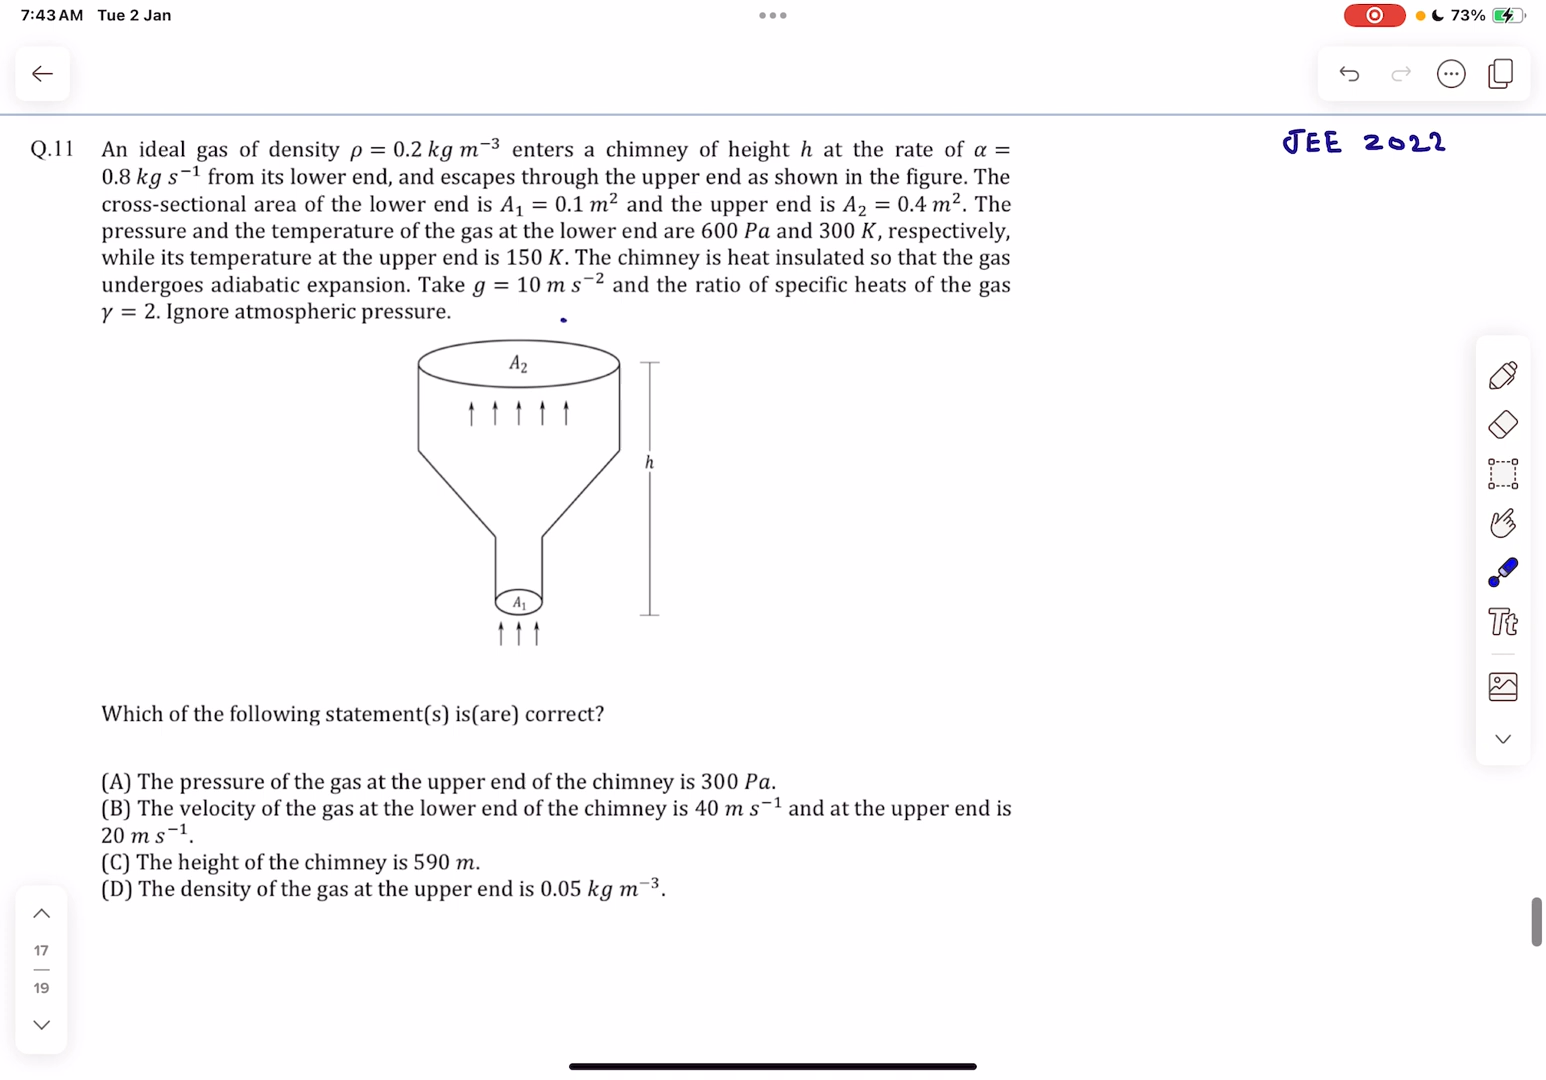 7:43 AM Tue 2 Jan
73%
JEE 2022
Q.11 An ideal gas of density ρ = 0.2 kg m⁻³ enters a chimney of height h at the rate of α =
0.8 kg s⁻¹ from its lower end, and escapes through the upper end as shown in the figure. The
cross-sectional area of the lower end is A₁ = 0.1 m² and the upper end is A₂ = 0.4 m². The
pressure and the temperature of the gas at the lower end are 600 Pa and 300 K, respectively,
while its temperature at the upper end is 150 K. The chimney is heat insulated so that the gas
undergoes adiabatic expansion. Take g = 10 m s⁻² and the ratio of specific heats of the gas
γ = 2. Ignore atmospheric pressure.
A₂
h
A₁
Tt
Which of the following statement(s) is(are) correct?
(A) The pressure of the gas at the upper end of the chimney is 300 Pa.
(B) The velocity of the gas at the lower end of the chimney is 40 m s⁻¹ and at the upper end is
20 m s⁻¹.
(C) The height of the chimney is 590 m.
(D) The density of the gas at the upper end is 0.05 kg m⁻³.
17
19